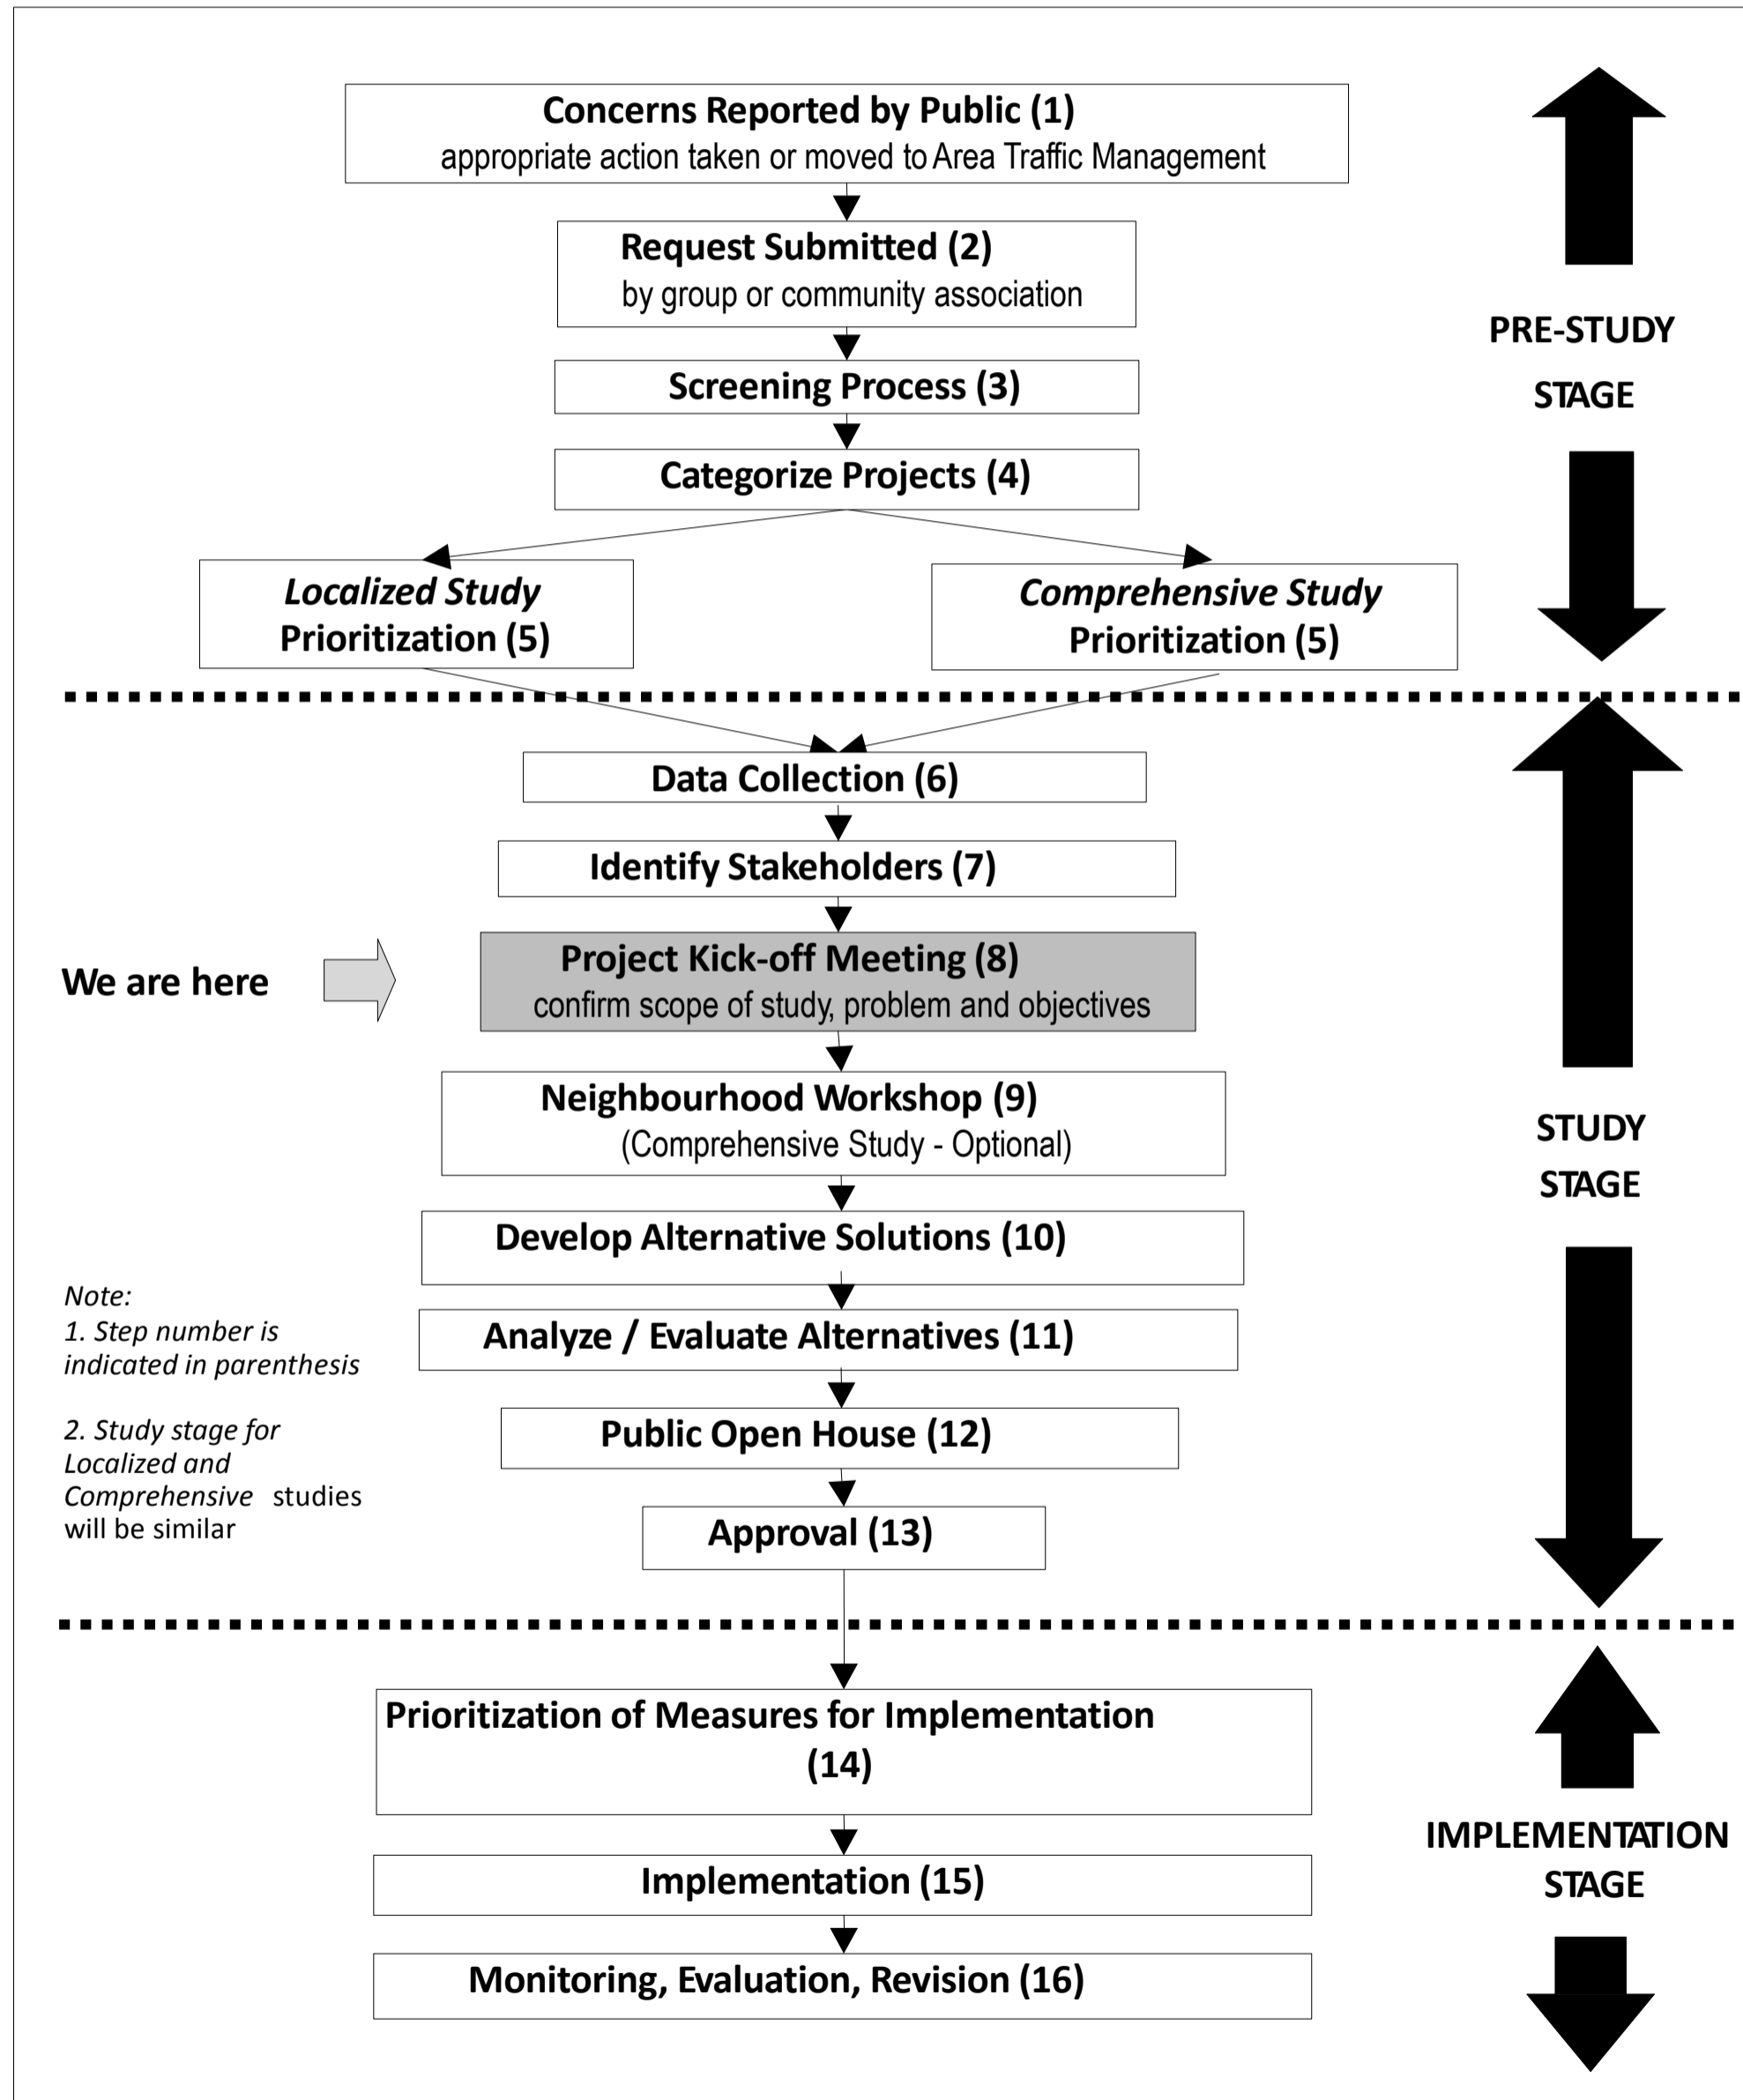 Concerns Reported by Public (1)
appropriate action taken or moved to Area Traffic Management
Request Submitted (2)
by group or community association
PRE-STUDY
STAGE
Screening Process (3)
Categorize Projects (4)
Localized Study
Prioritization (5)
Comprehensive Study
Prioritization (5)
Data Collection (6)
Identify Stakeholders (7)
We are here
Project Kick-off Meeting (8)
confirm scope of study, problem and objectives
Neighbourhood Workshop (9)
(Comprehensive Study - Optional)
STUDY
STAGE
Develop Alternative Solutions (10)
Analyze / Evaluate Alternatives (11)
Public Open House (12)
Approval (13)
Note:
1. Step number is
indicated in parenthesis
2. Study stage for
Localized and
Comprehensive studies
will be similar
Prioritization of Measures for Implementation
(14)
Implementation (15)
Monitoring, Evaluation, Revision (16)
IMPLEMENTATION
STAGE